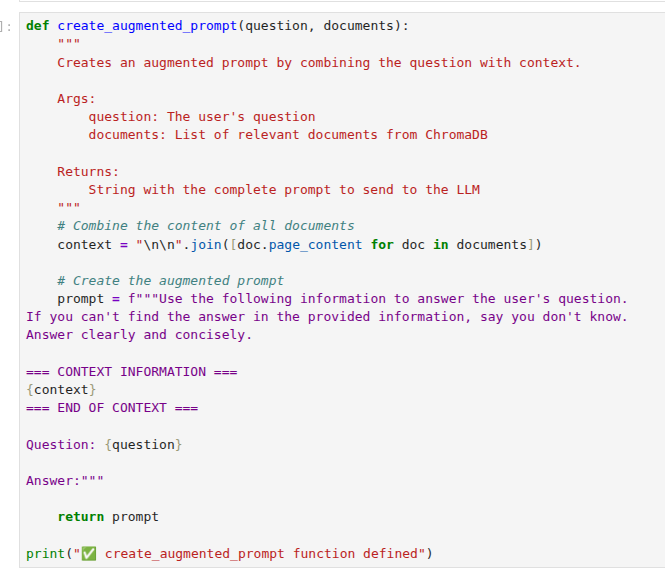 ]:
def create_augmented_prompt(question, documents):
    """
    Creates an augmented prompt by combining the question with context.

    Args:
        question: The user's question
        documents: List of relevant documents from ChromaDB

    Returns:
        String with the complete prompt to send to the LLM
    """
    # Combine the content of all documents
    context = "\n\n".join([doc.page_content for doc in documents])

    # Create the augmented prompt
    prompt = f"""Use the following information to answer the user's question.
If you can't find the answer in the provided information, say you don't know.
Answer clearly and concisely.

=== CONTEXT INFORMATION ===
{context}
=== END OF CONTEXT ===

Question: {question}

Answer:"""

    return prompt

print("✅ create_augmented_prompt function defined")